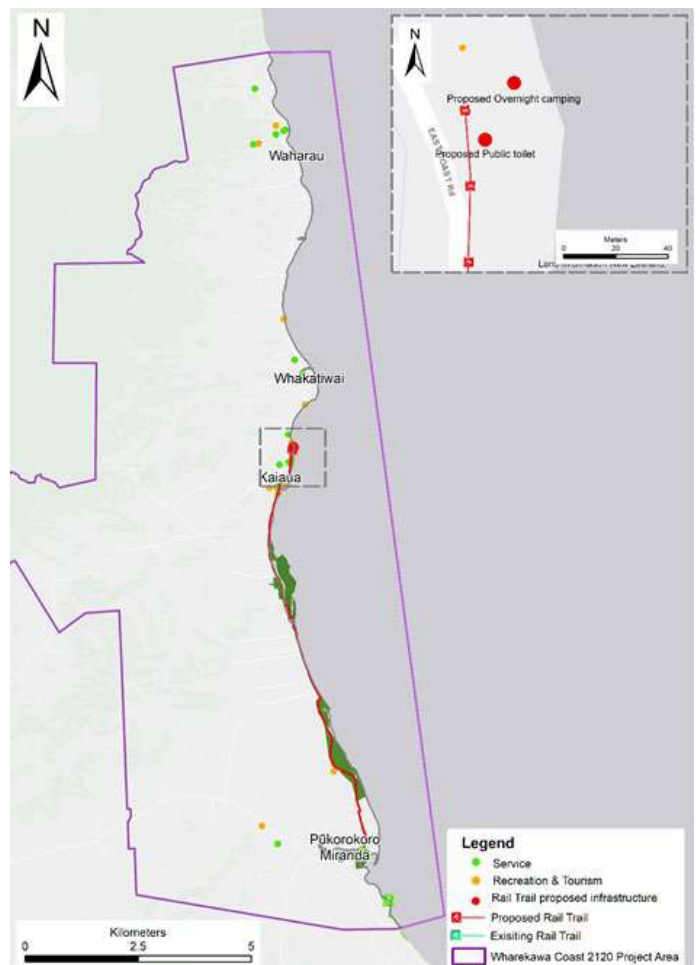 N
Waharau
Whakatiwai
Kaiaua
Pūkorokoro
Miranda
Kilometers
0 2.5 5
N
Proposed Overnight camping
Proposed Public toilet
EAST COAST Rd
Meters
0 20 40
Legend
Service
Recreation & Tourism
Rail Trail proposed infrastructure
Proposed Rail Trail
Exisiting Rail Trail
Wharekawa Coast 2120 Project Area